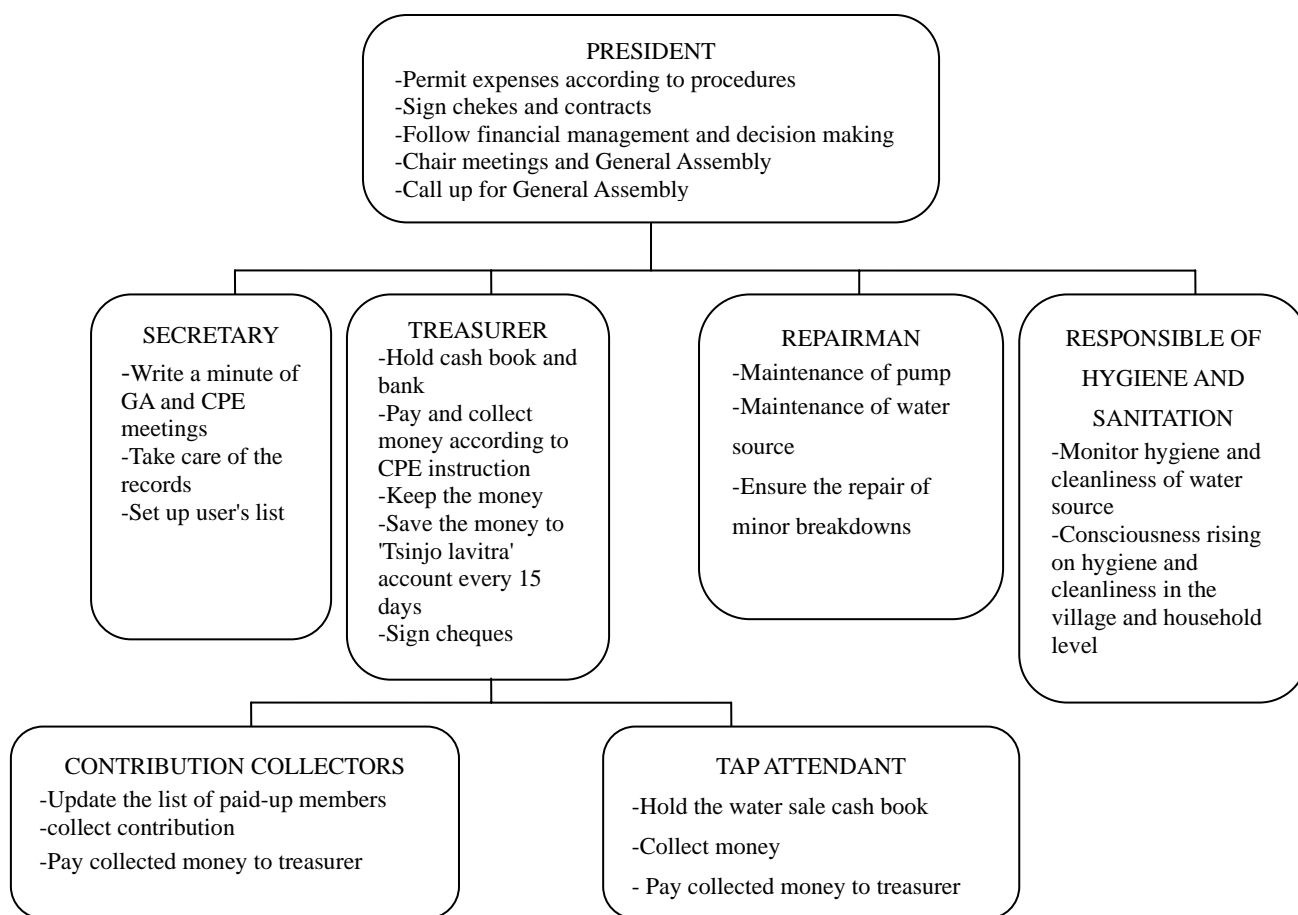 PRESIDENT
-Permit expenses according to procedures
-Sign chekes and contracts
-Follow financial management and decision making
-Chair meetings and General Assembly
-Call up for General Assembly
SECRETARY
-Write a minute of
GA and CPE
meetings
-Take care of the
records
-Set up user's list
TREASURER
-Hold cash book and
bank
-Pay and collect
money according to
CPE instruction
-Keep the money
-Save the money to
'Tsinjo lavitra'
account every 15
days
-Sign cheques
REPAIRMAN
-Maintenance of pump
-Maintenance of water
source
-Ensure the repair of
minor breakdowns
RESPONSIBLE OF
HYGIENE AND
SANITATION
-Monitor hygiene and
cleanliness of water
source
-Consciousness rising
on hygiene and
cleanliness in the
village and household
level
CONTRIBUTION COLLECTORS
-Update the list of paid-up members
-collect contribution
-Pay collected money to treasurer
TAP ATTENDANT
-Hold the water sale cash book
-Collect money
- Pay collected money to treasurer